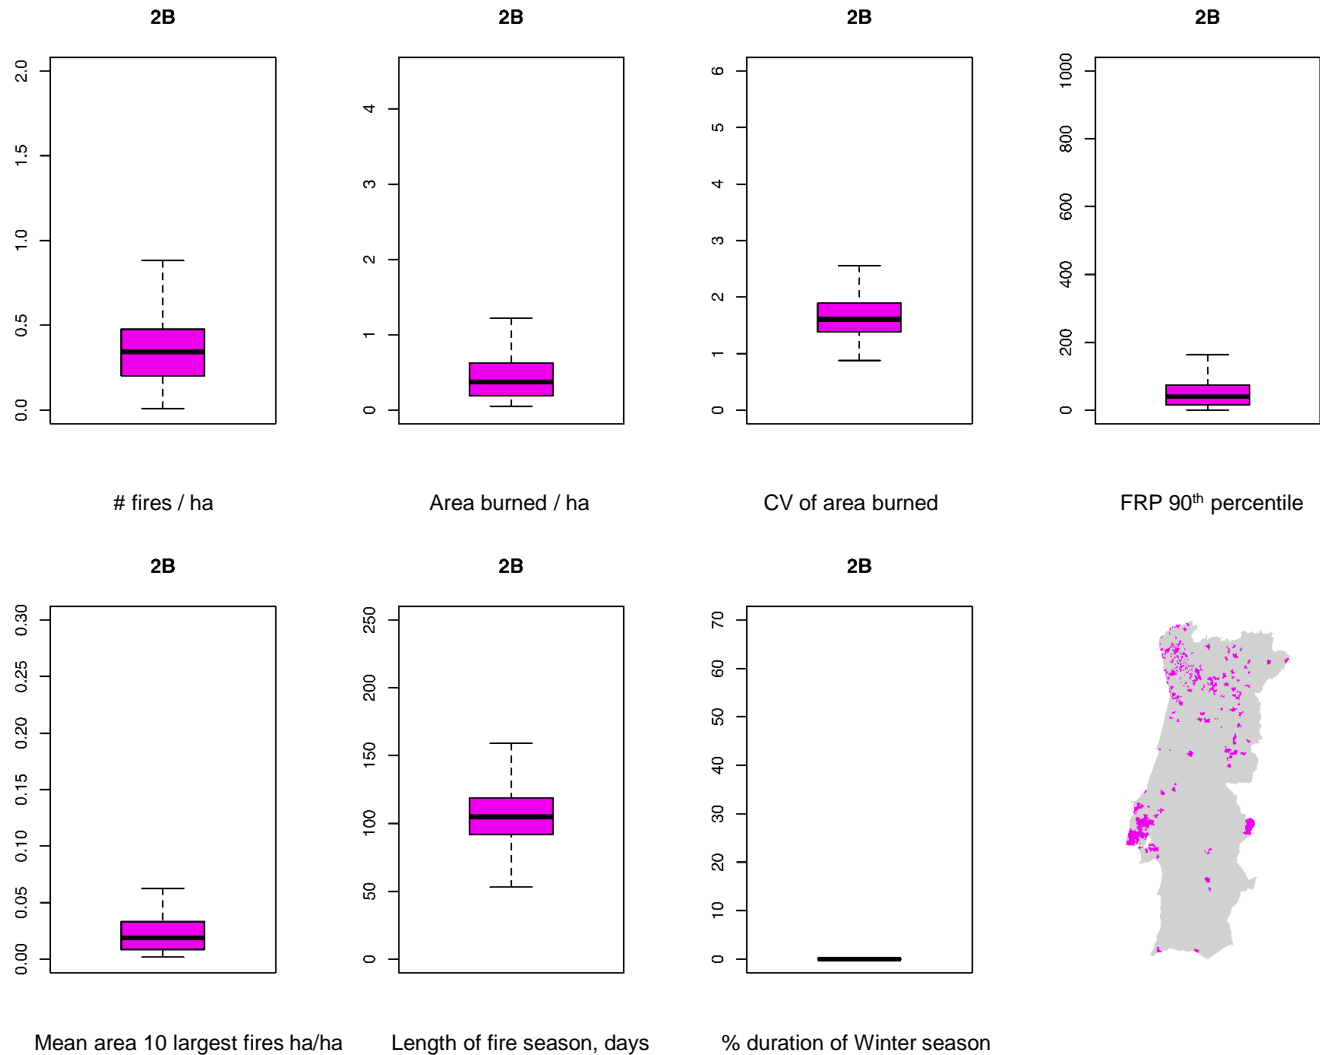 2B 2B 2B 2B
0.0 0.5 1.0 1.5 2.0
0 1 2 3 4
0 1 2 3 4 5 6
0 200 400 600 800 1000
# fires / ha
Area burned / ha
CV of area burned
FRP 90th percentile
2B 2B 2B
0.00 0.05 0.10 0.15 0.20 0.25 0.30
0 50 100 150 200 250
0 10 20 30 40 50 60 70
Mean area 10 largest fires ha/ha
Length of fire season, days
% duration of Winter season